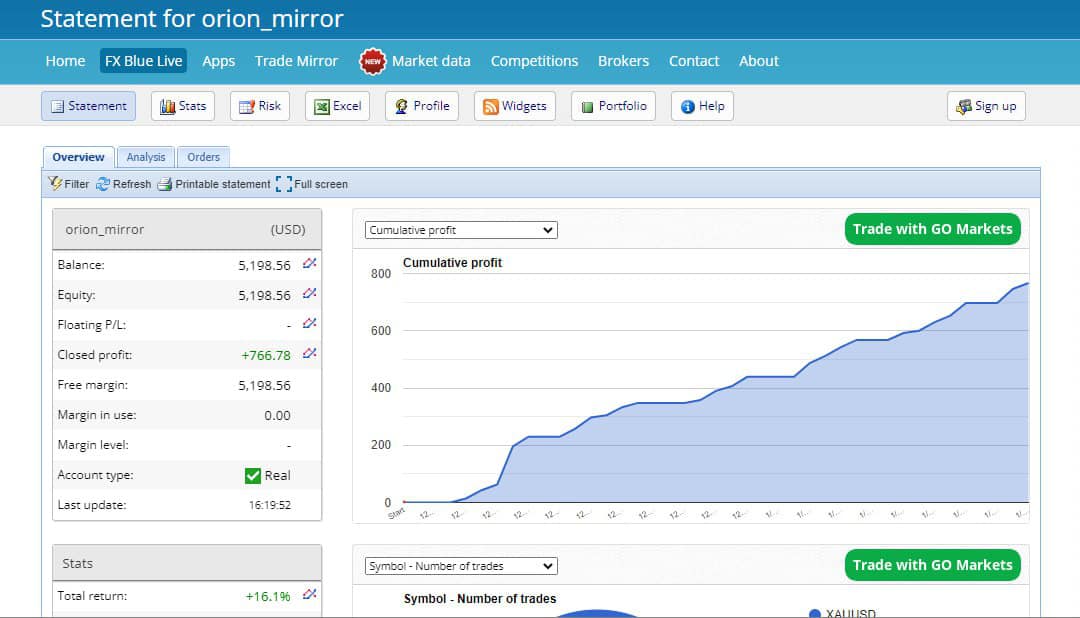 Statement for orion_mirror
Home FX Blue Live Apps Trade Mirror NEW Market data Competitions Brokers Contact About
Statement Stats Risk Excel Profile Widgets Portfolio Help Sign up
Overview Analysis Orders
Filter Refresh Printable statement Full screen
orion_mirror (USD)
Balance: 5,198.56
Equity: 5,198.56
Floating P/L: -
Closed profit: +766.78
Free margin: 5,198.56
Margin in use: 0.00
Margin level: -
Account type: Real
Last update: 16:19:52
Cumulative profit
Trade with GO Markets
Cumulative profit
800
600
400
200
0
Start 12... 12... 12... 12... 12... 12... 12... 12... 12... 12... 12... 1/... 1/... 1/... 1/... 1/... 1/... 1/... 1/... 1/...
Stats
Total return: +16.1%
Symbol - Number of trades
Trade with GO Markets
Symbol - Number of trades
XAUUSD